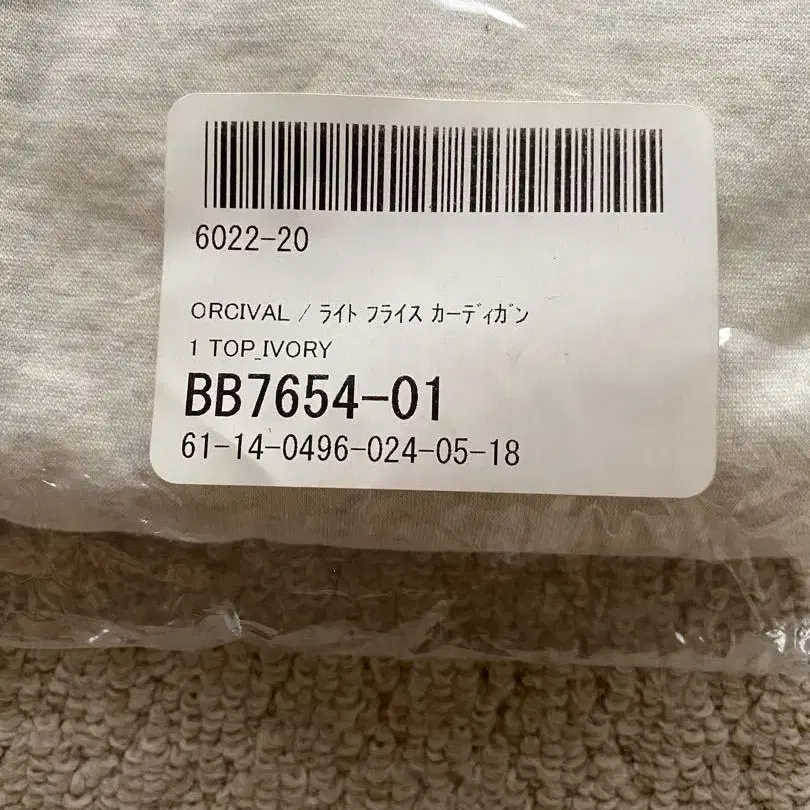 6022-20
ORCIVAL / ﾗｲﾄ ﾌﾗｲｽ ｶｰﾃﾞｨｶﾞﾝ
1 TOP_IVORY
BB7654-01
61-14-0496-024-05-18